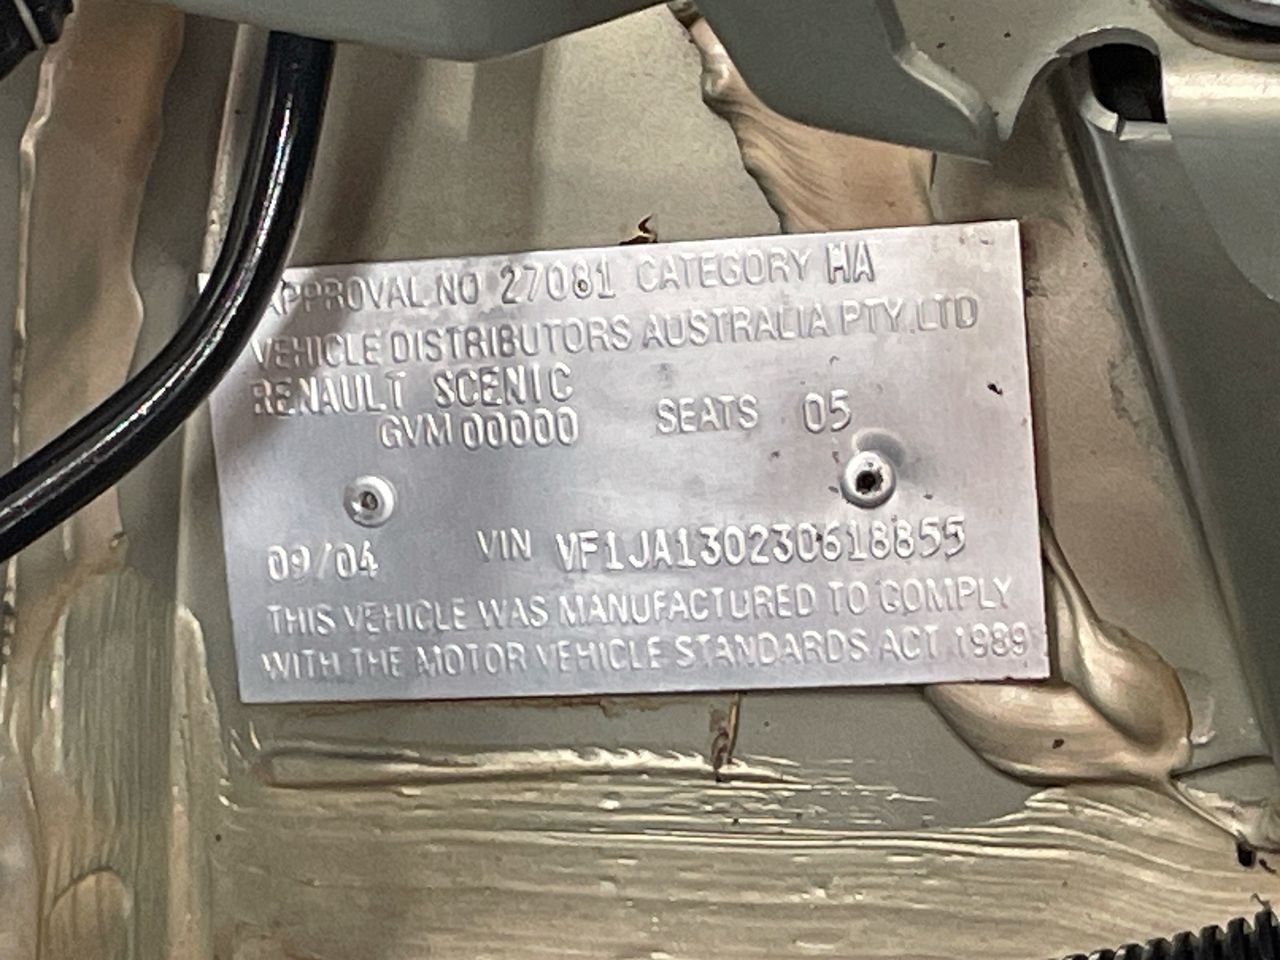 APPROVAL NO 27081 CATEGORY MA
VEHICLE DISTRIBUTORS AUSTRALIA PTY.LTD
RENAULT SCENIC
GVM 00000 SEATS 05
09/04 VIN VF1JA130230618855
THIS VEHICLE WAS MANUFACTURED TO COMPLY
WITH THE MOTOR VEHICLE STANDARDS ACT 1989